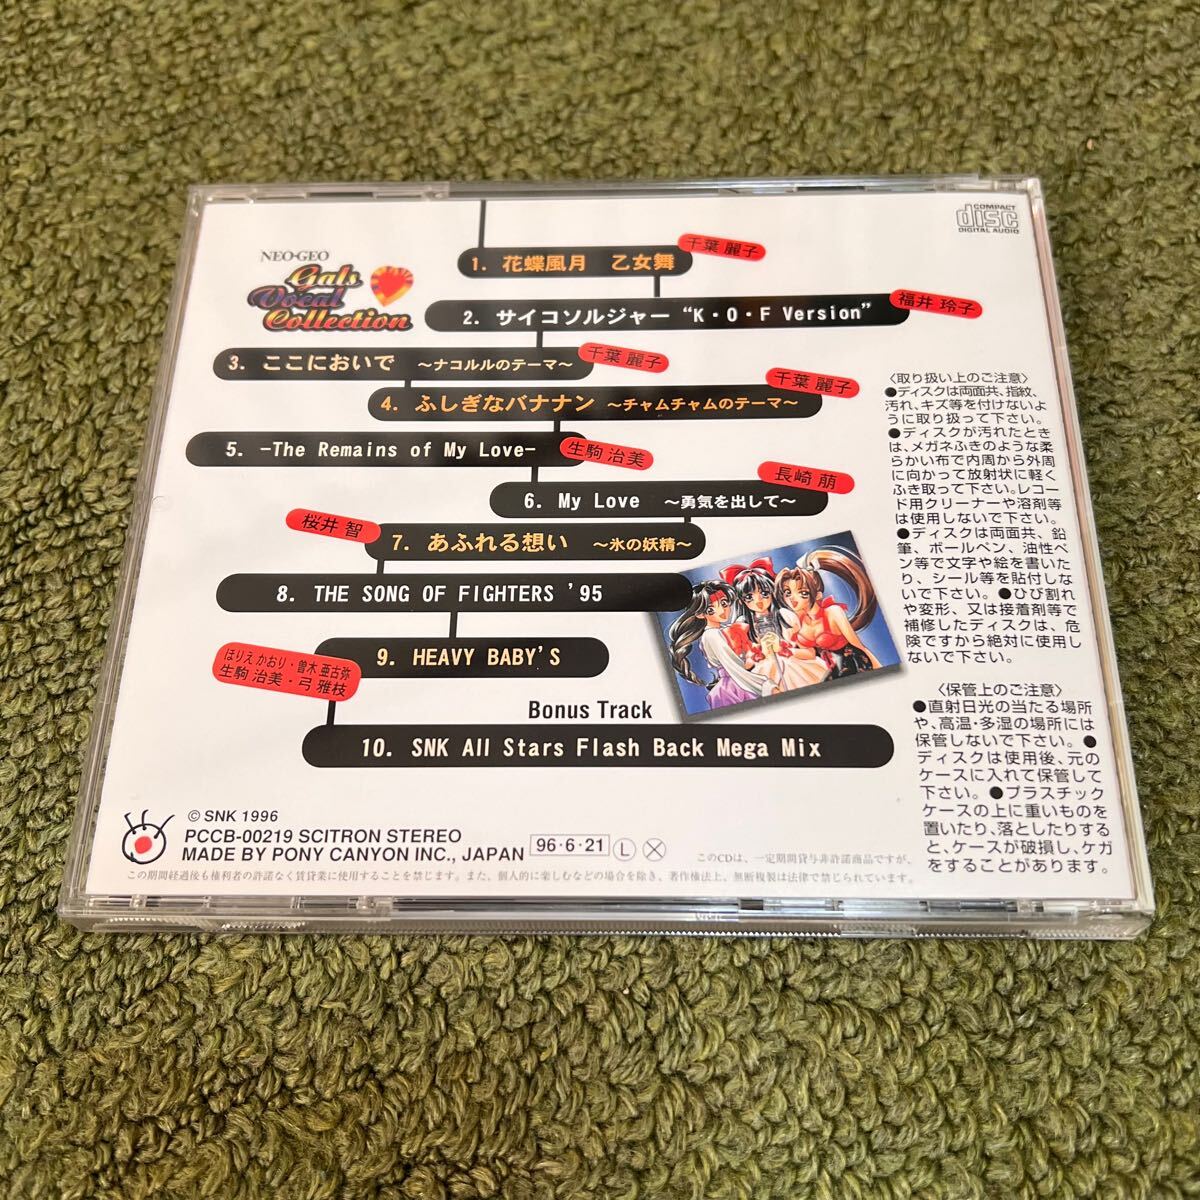 NEO·GEO
Gals
Vocal
Collection
COMPACT
disc
DIGITAL AUDIO
1. 花蝶風月 乙女舞
千葉 麗子
2. サイコソルジャー“K・O・F Version”
福井 玲子
3. ここにおいで 〜ナコルルのテーマ〜
千葉 麗子
4. ふしぎなバナナン 〜チャムチャムのテーマ〜
千葉 麗子
5. -The Remains of My Love-
生駒 治美
6. My Love 〜勇気を出して〜
長崎 萠
桜井 智
7. あふれる想い 〜氷の妖精〜
8. THE SONG OF FIGHTERS '95
9. HEAVY BABY'S
ほりえ かおり・曽木 亜古弥
生駒 治美・弓 雅枝
Bonus Track
10. SNK All Stars Flash Back Mega Mix
〈取り扱い上のご注意〉
●ディスクは両面共、指紋、
汚れ、キズ等を付けないよ
うに取り扱って下さい。
●ディスクが汚れたとき
は、メガネふきのような柔
らかい布で内周から外周
に向かって放射状に軽く
ふき取って下さい。レコー
ド用クリーナーや溶剤等
は使用しないで下さい。
●ディスクは両面共、鉛
筆、ボールペン、油性ペ
ン等で文字や絵を書いた
り、シール等を貼付しな
いで下さい。●ひび割れ
や変形、又は接着剤等で
補修したディスクは、危
険ですから絶対に使用し
ないで下さい。
〈保管上のご注意〉
●直射日光の当たる場所
や、高温・多湿の場所には
保管しないで下さい。●
ディスクは使用後、元の
ケースに入れて保管して
下さい。●プラスチック
ケースの上に重いものを
置いたり、落としたりする
と、ケースが破損し、ケガ
をすることがあります。
© SNK 1996
PCCB-00219 SCITRON STEREO
MADE BY PONY CANYON INC., JAPAN
96・6・21
L X
このCDは、一定期間貸与非許諾商品ですが、
この期間経過後も権利者の許諾なく賃貸業に使用することを禁じます。また、個人的に楽しむなどの場合を除き、著作権法上、無断複製は法律で禁じられています。